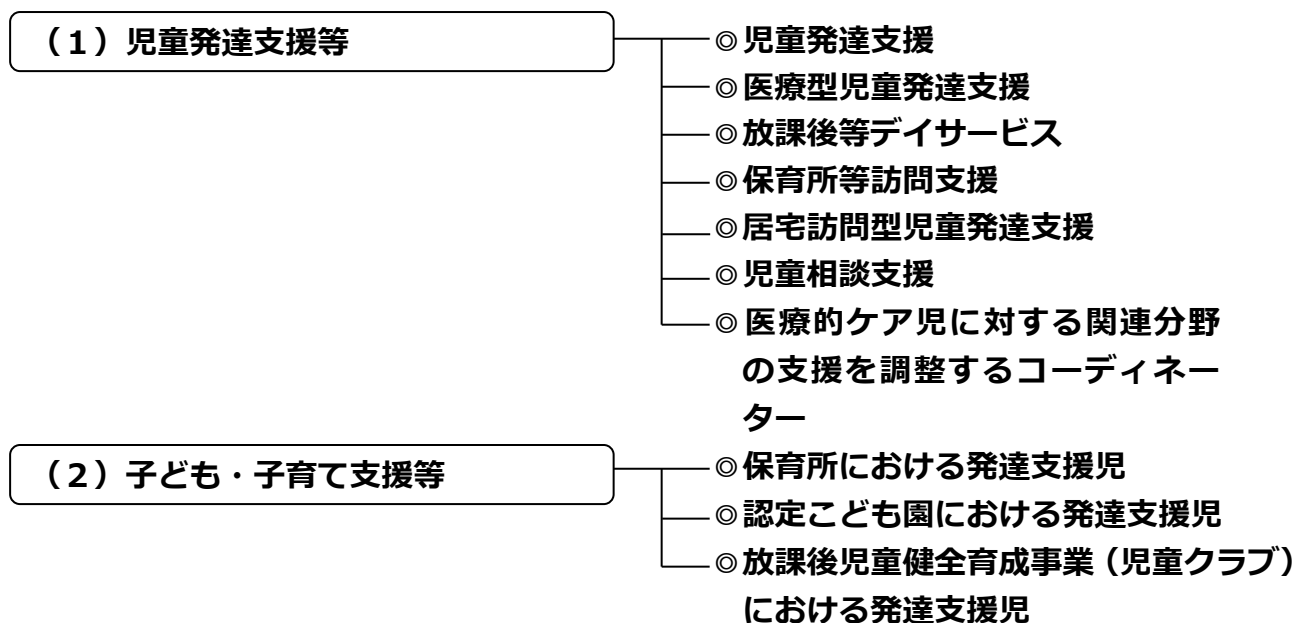 （１）児童発達支援等
◎児童発達支援
◎医療型児童発達支援
◎放課後等デイサービス
◎保育所等訪問支援
◎居宅訪問型児童発達支援
◎児童相談支援
◎医療的ケア児に対する関連分野
の支援を調整するコーディネー
ター
（２）子ども・子育て支援等
◎保育所における発達支援児
◎認定こども園における発達支援児
◎放課後児童健全育成事業（児童クラブ）
における発達支援児